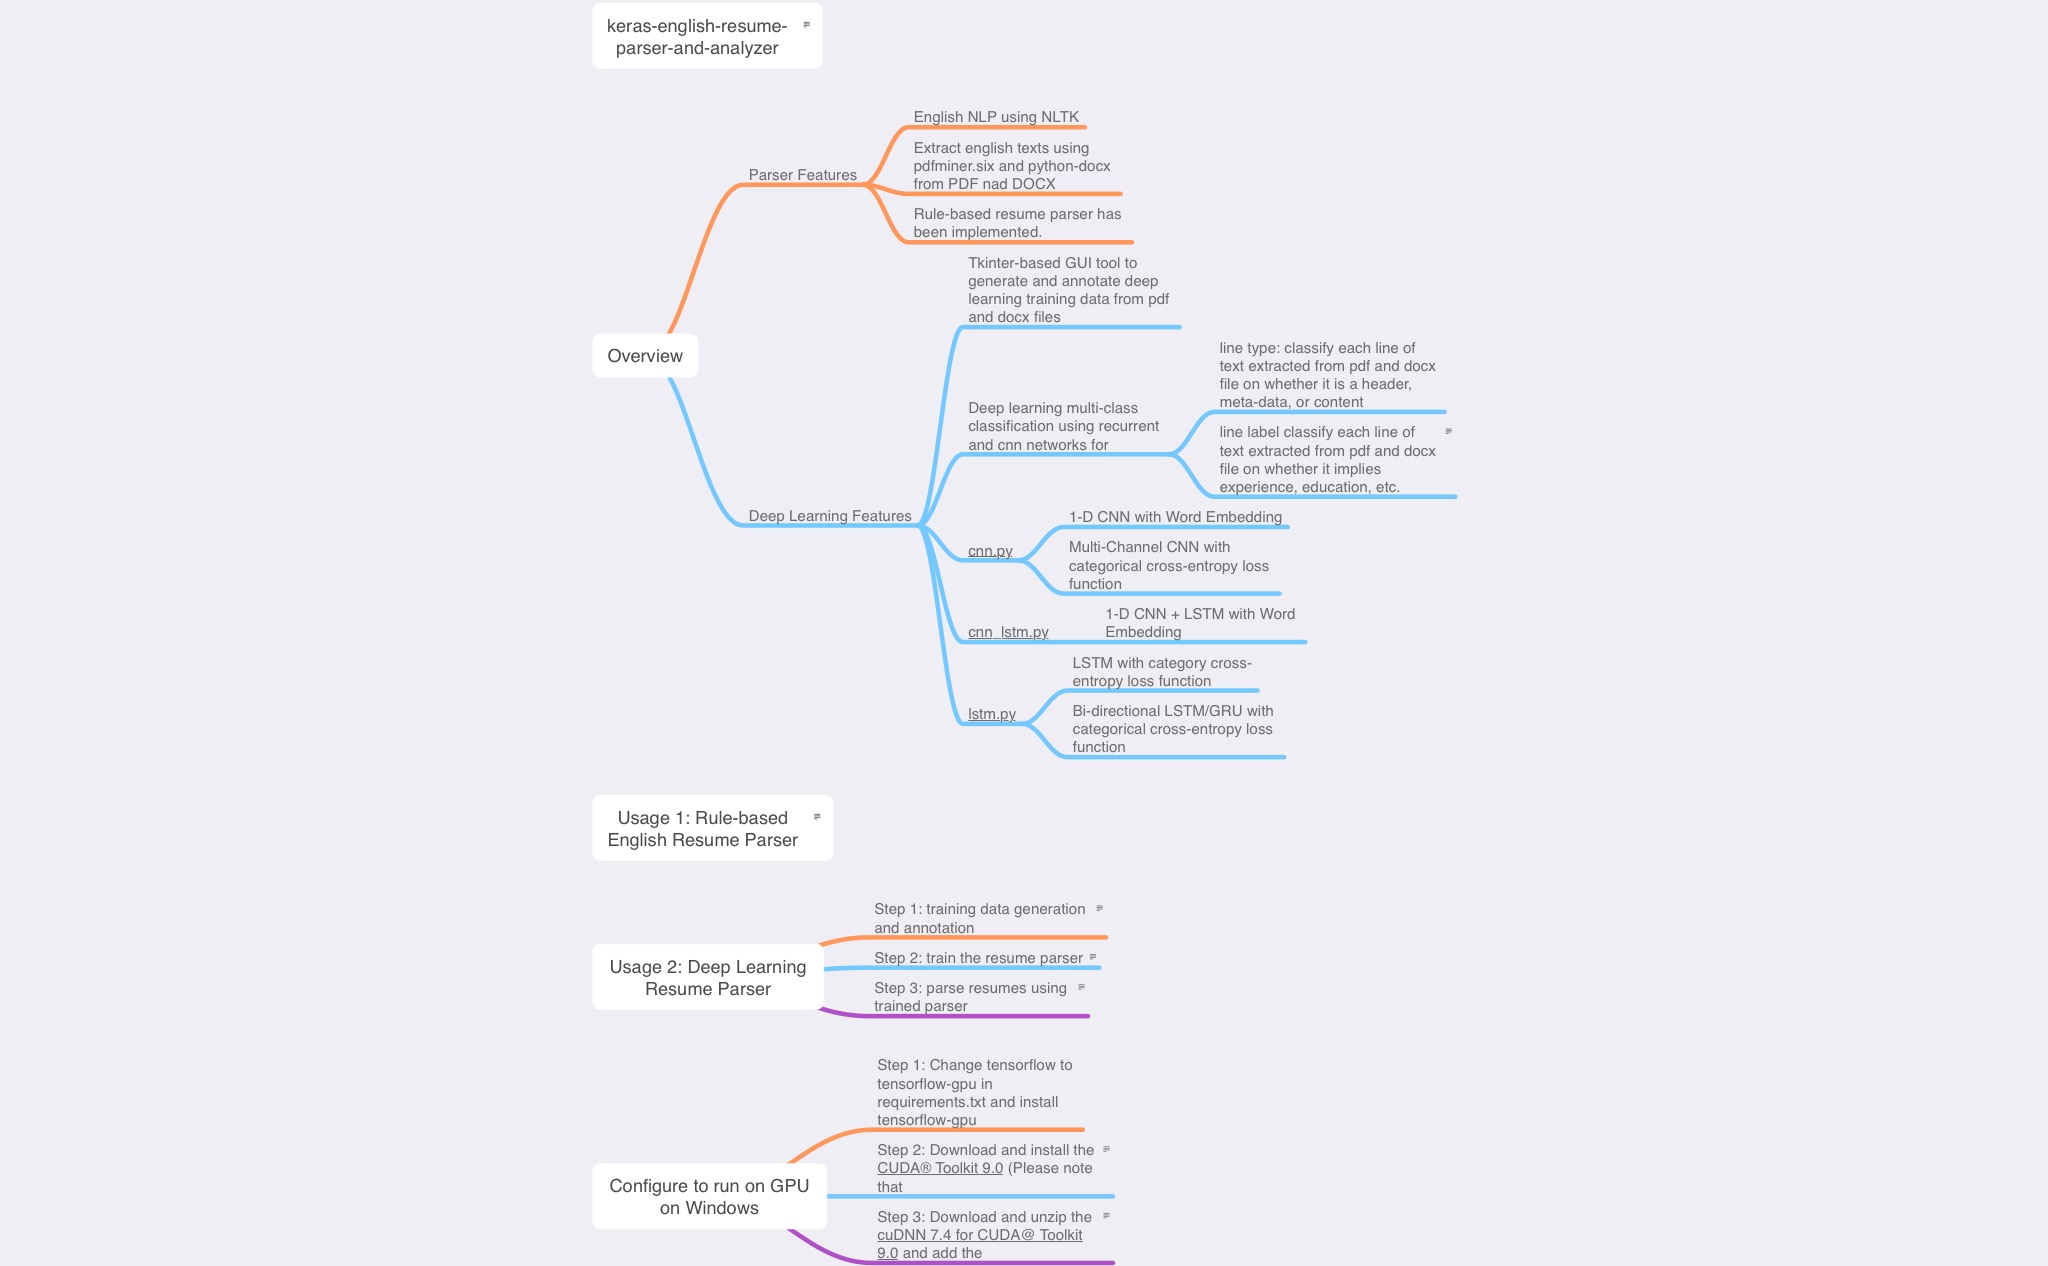 keras-english-resume-
parser-and-analyzer
English NLP using NLTK
Extract english texts using
pdfminer.six and python-docx
from PDF nad DOCX
Parser Features
Rule-based resume parser has
been implemented.
Tkinter-based GUI tool to
generate and annotate deep
learning training data from pdf
and docx files
Overview
line type: classify each line of
text extracted from pdf and docx
file on whether it is a header,
meta-data, or content
Deep learning multi-class
classification using recurrent
and cnn networks for
line label classify each line of
text extracted from pdf and docx
file on whether it implies
experience, education, etc.
Deep Learning Features
1-D CNN with Word Embedding
cnn.py
Multi-Channel CNN with
categorical cross-entropy loss
function
cnn_lstm.py
1-D CNN + LSTM with Word
Embedding
LSTM with category cross-
entropy loss function
lstm.py
Bi-directional LSTM/GRU with
categorical cross-entropy loss
function
Usage 1: Rule-based
English Resume Parser
Usage 2: Deep Learning
Resume Parser
Step 1: training data generation
and annotation
Step 2: train the resume parser
Step 3: parse resumes using
trained parser
Configure to run on GPU
on Windows
Step 1: Change tensorflow to
tensorflow-gpu in
requirements.txt and install
tensorflow-gpu
Step 2: Download and install the
CUDA® Toolkit 9.0 (Please note
that
Step 3: Download and unzip the
cuDNN 7.4 for CUDA@ Toolkit
9.0 and add the